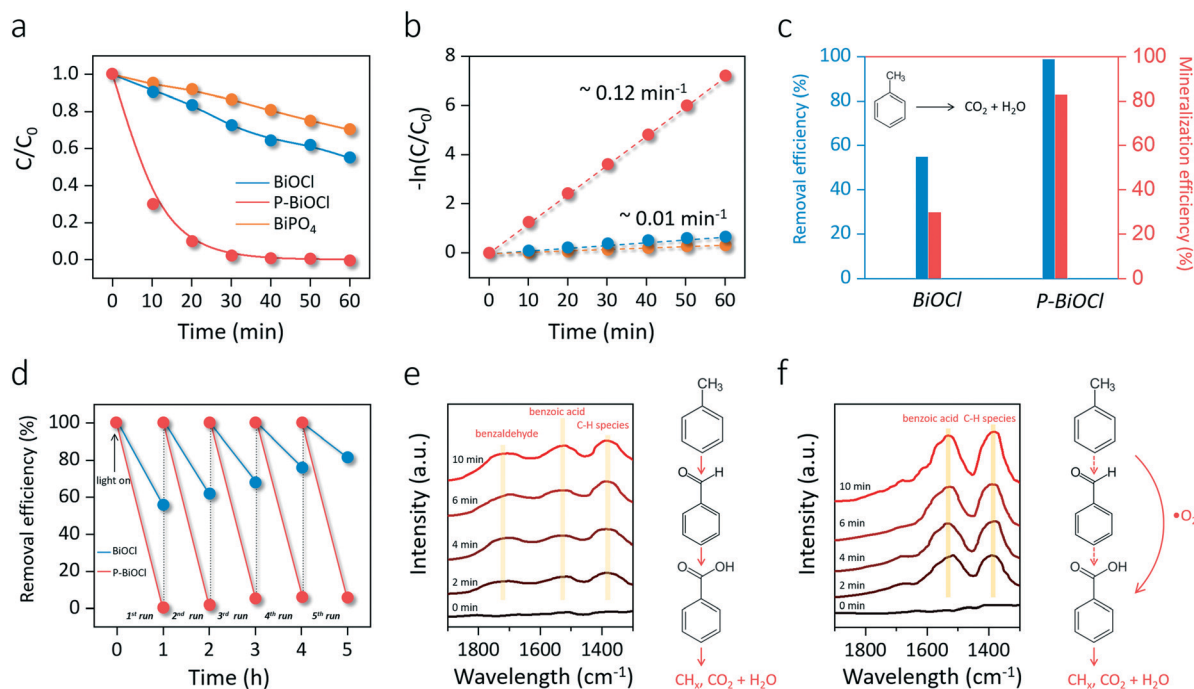 a
C/C0
1.0
0.8
0.6
0.4
0.2
0.0
BiOCl
P-BiOCl
BiPO4
0 10 20 30 40 50 60
Time (min)
b
-ln(C/C0)
8
6
4
2
0
~ 0.12 min-1
~ 0.01 min-1
0 10 20 30 40 50 60
Time (min)
c
Removal efficiency (%)
100
80
60
40
20
0
CH3
CO2 + H2O
BiOCl P-BiOCl
100
80
60
40
20
0
Mineralization efficiency (%)
d
Removal efficiency (%)
100
80
60
40
20
0
light on
BiOCl
P-BiOCl
1st run 2nd run 3rd run 4th run 5th run
0 1 2 3 4 5
Time (h)
e
Intensity (a.u.)
benzoic acid
benzaldehyde
C-H species
10 min
6 min
4 min
2 min
0 min
1800 1600 1400
Wavelength (cm-1)
CH3
O H
O OH
CHx, CO2 + H2O
f
Intensity (a.u.)
benzoic acid C-H species
10 min
6 min
4 min
2 min
0 min
1800 1600 1400
Wavelength (cm-1)
CH3
O H
•O2
O OH
CHx, CO2 + H2O